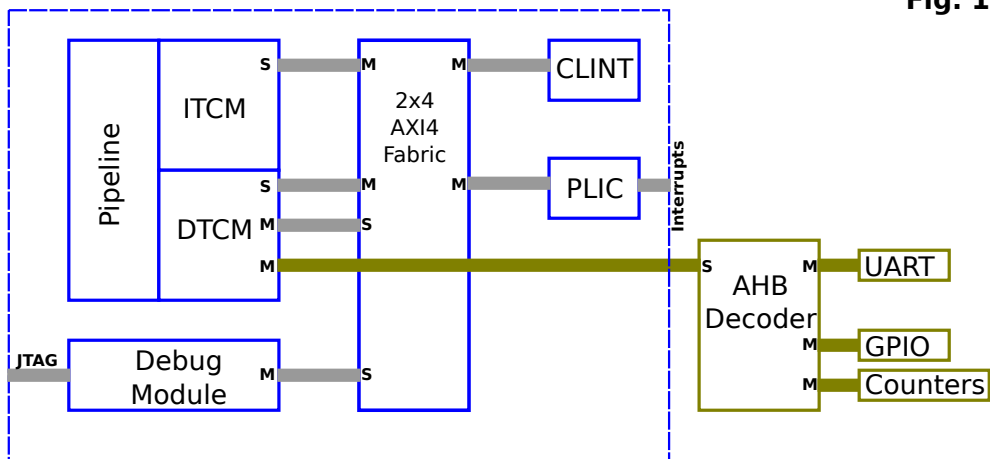 Fig. 1
Pipeline
ITCM
S
M
2x4
AXI4
Fabric
M
CLINT
DTCM
S
M
M
PLIC
Interrupts
M
S
M
S
AHB
Decoder
M
UART
M
GPIO
M
Counters
JTAG
Debug
Module
M
S